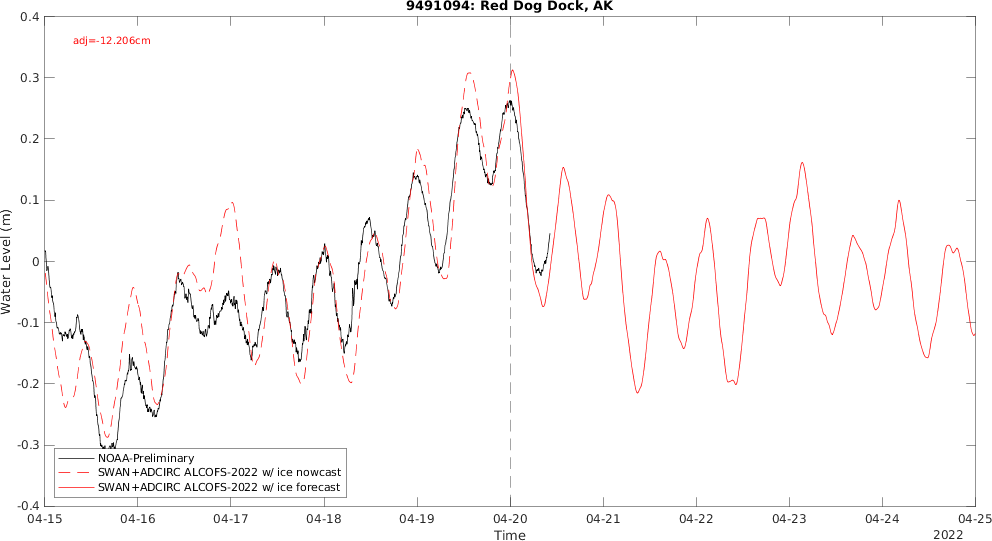 9491094: Red Dog Dock, AK
adj=-12.206cm
Water Level (m)
0.4
0.3
0.2
0.1
0
-0.1
-0.2
-0.3
-0.4
NOAA-Preliminary
SWAN+ADCIRC ALCOFS-2022 w/ ice nowcast
SWAN+ADCIRC ALCOFS-2022 w/ ice forecast
04-15 04-16 04-17 04-18 04-19 04-20 04-21 04-22 04-23 04-24 04-25
Time
2022